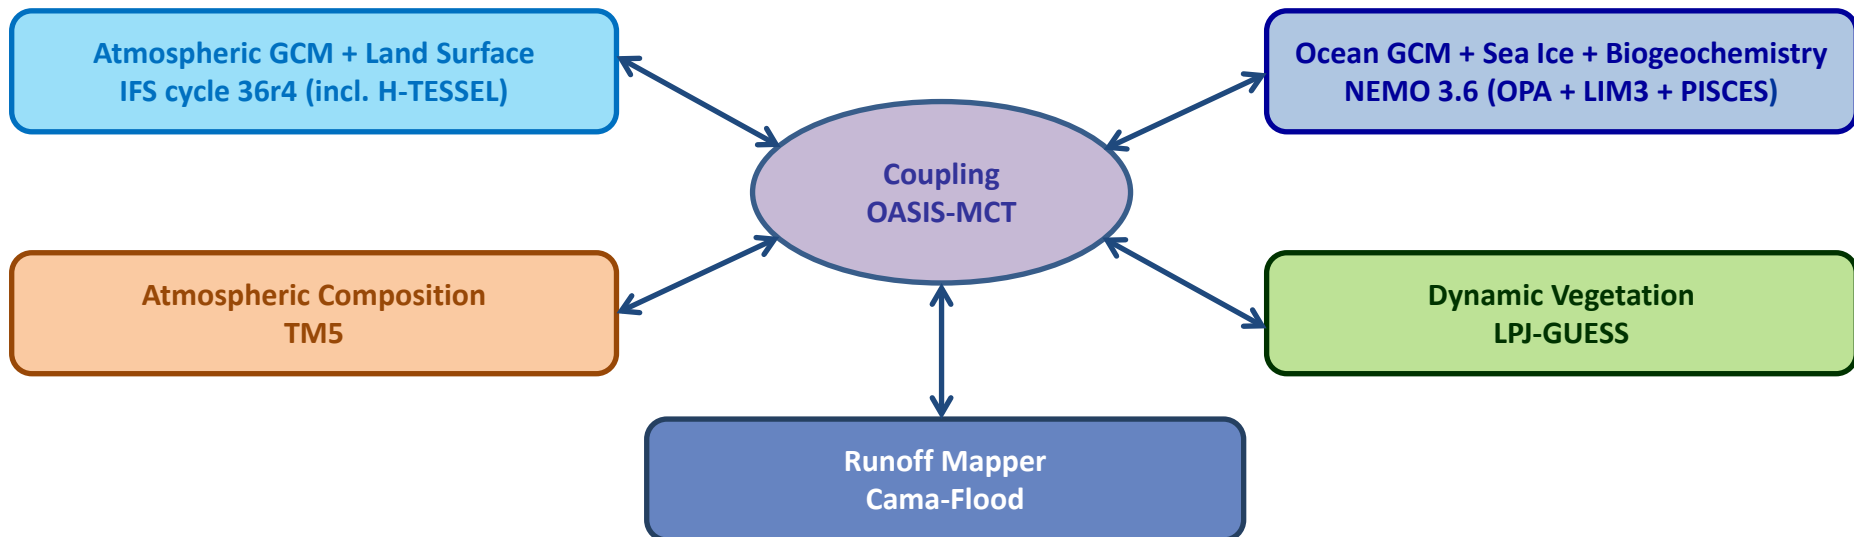 Atmospheric GCM + Land Surface
IFS cycle 36r4 (incl. H-TESSEL)
Ocean GCM + Sea Ice + Biogeochemistry
NEMO 3.6 (OPA + LIM3 + PISCES)
Coupling
OASIS-MCT
Atmospheric Composition
TM5
Dynamic Vegetation
LPJ-GUESS
Runoff Mapper
Cama-Flood